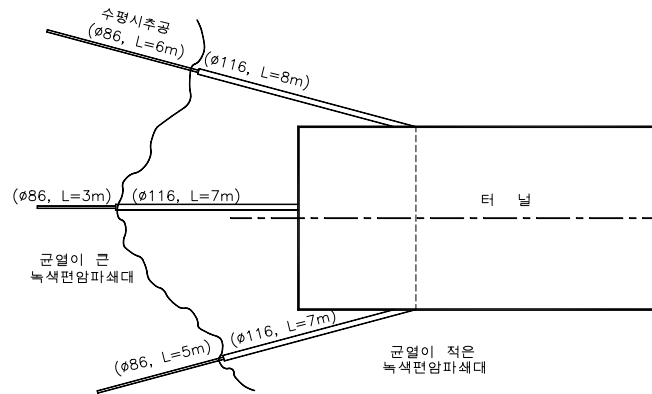 수평시추공
(ø86, L=6m)
(ø116, L=8m)
(ø86, L=3m)
(ø116, L=7m)
터 널
균열이 큰
녹색편암파쇄대
(ø116, L=7m)
(ø86, L=5m)
균열이 적은
녹색편암파쇄대